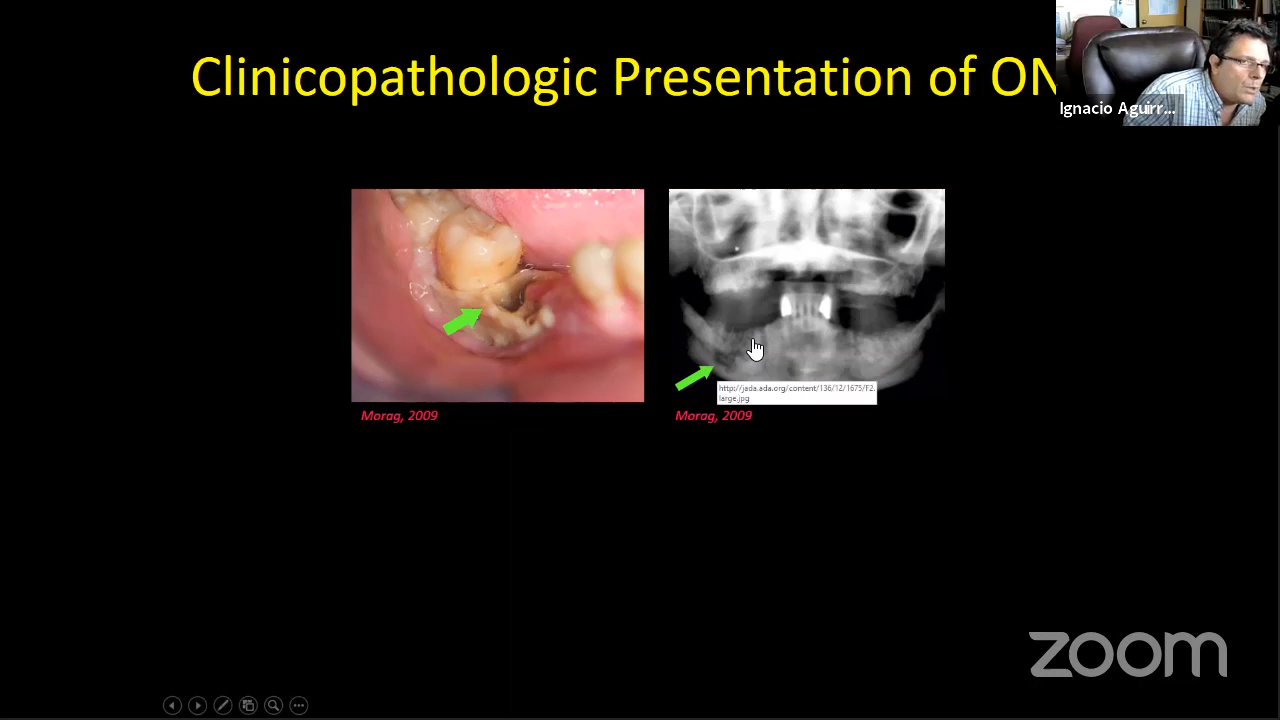 Clinicopathologic Presentation of ON
Ignacio Aguirr...
http://jada.ada.org/content/136/12/1675/F2.
large.jpg
Morag, 2009
Morag, 2009
zoom